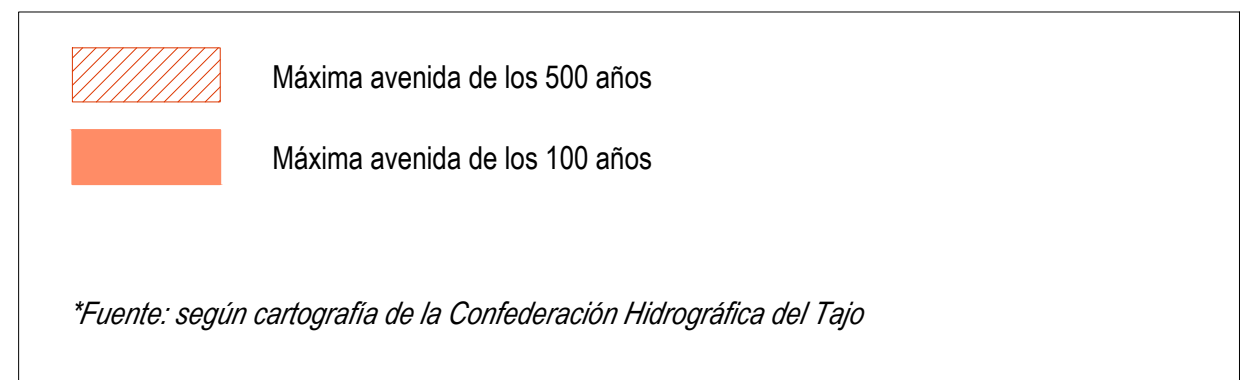 Máxima avenida de los 500 años
Máxima avenida de los 100 años
*Fuente: según cartografía de la Confederación Hidrográfica del Tajo